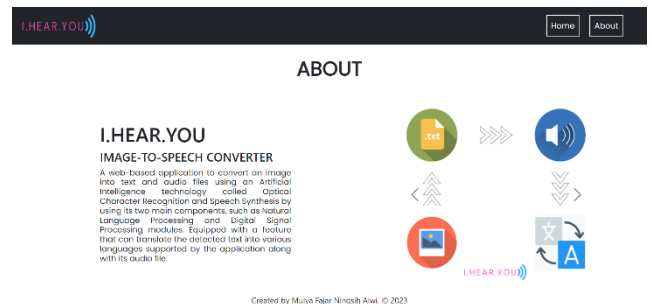 I.HEAR.YOU
Home
About
ABOUT
I.HEAR.YOU
IMAGE-TO-SPEECH CONVERTER
A web-based application to convert an image
into text and audio files using an Artificial
Intelligence technology called Optical
Character Recognition and Speech Synthesis by
using its two main components, such as Natural
Language Processing and Digital Signal
Processing modules. Equipped with a feature
that can translate the detected text into various
languages supported by the application along
with its audio file.
.txt
文
A
I.HEAR.YOU
Created by Mulya Fajar Ningsih Alwi. © 2023